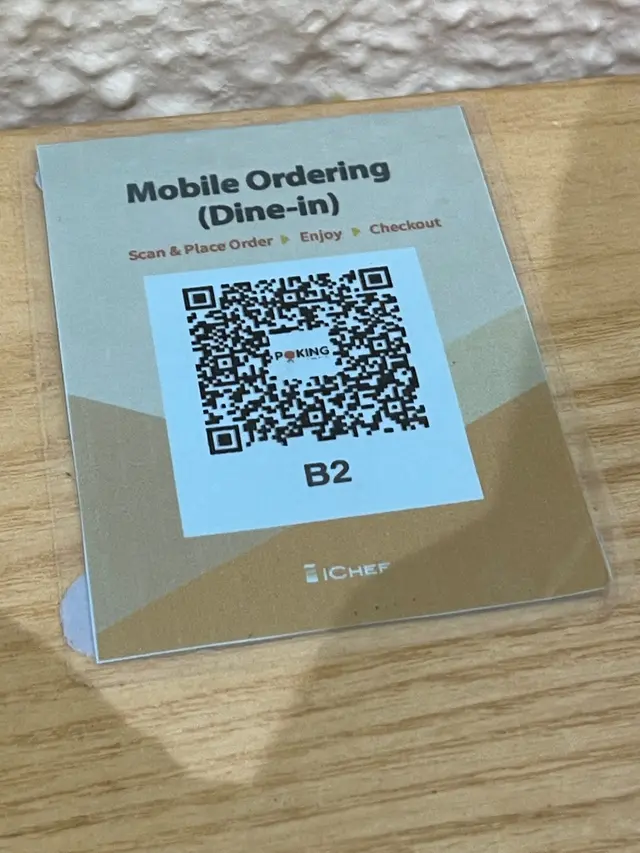 Mobile Ordering
(Dine-in)
Scan & Place Order ▶ Enjoy ▶ Checkout
POKING
B2
iCHEF